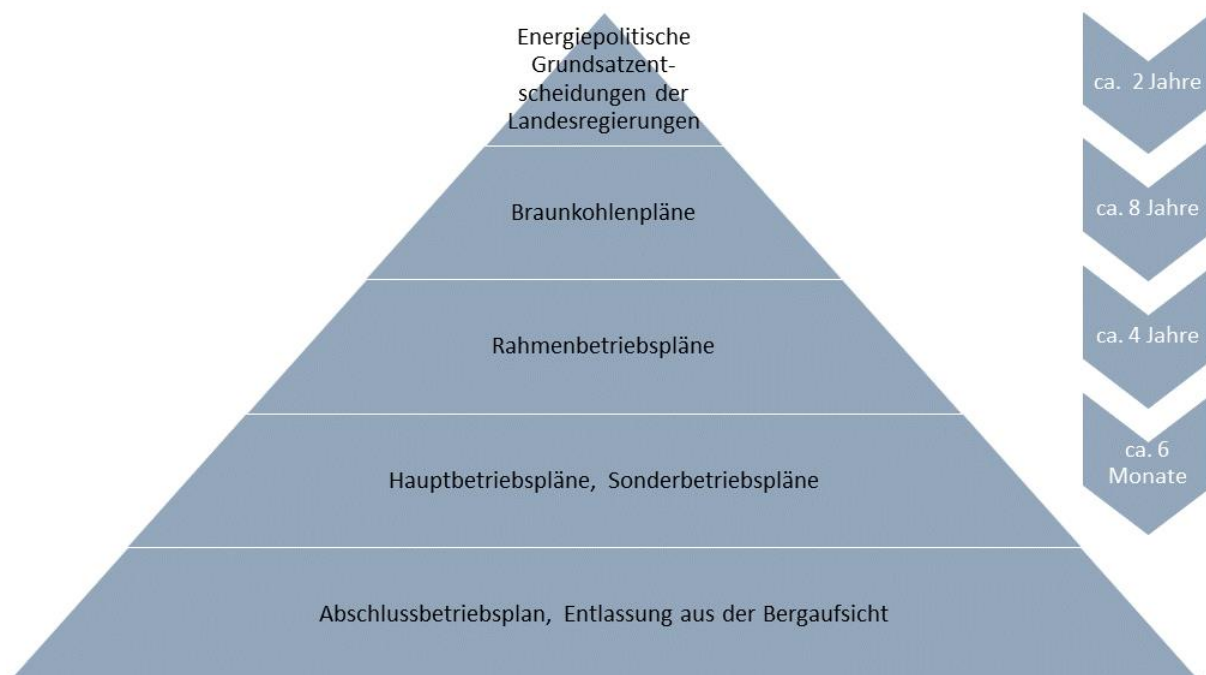 Energiepolitische
Grundsatzent-
scheidungen der
Landesregierungen
ca. 2 Jahre
Braunkohlenpläne
ca. 8 Jahre
Rahmenbetriebspläne
ca. 4 Jahre
Hauptbetriebspläne, Sonderbetriebspläne
ca. 6
Monate
Abschlussbetriebsplan, Entlassung aus der Bergaufsicht